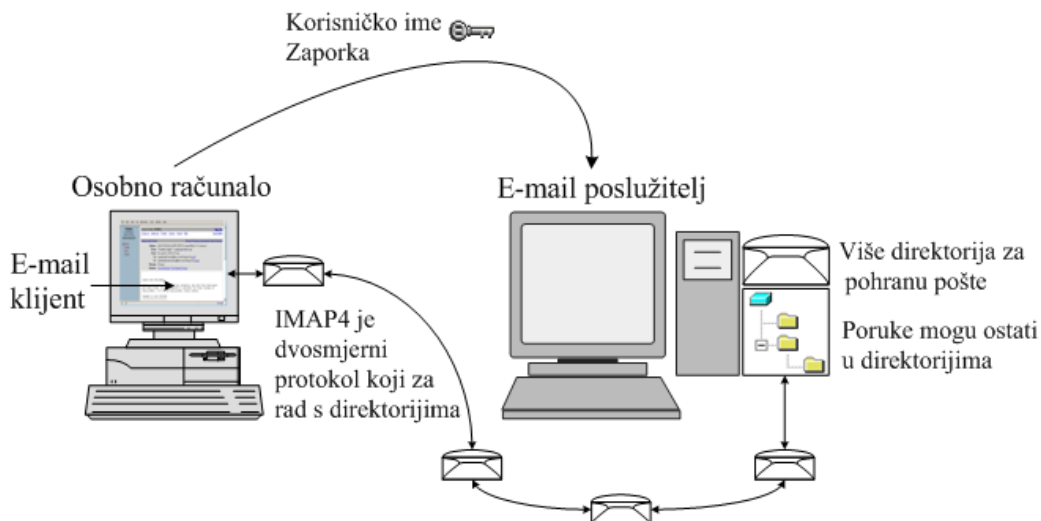 Korisničko ime
Zaporka
Osobno računalo
E-mail poslužitelj
E-mail
klijent
IMAP4 je
dvosmjerni
protokol koji za
rad s direktorijima
Više direktorija za
pohranu pošte
Poruke mogu ostati
u direktorijima